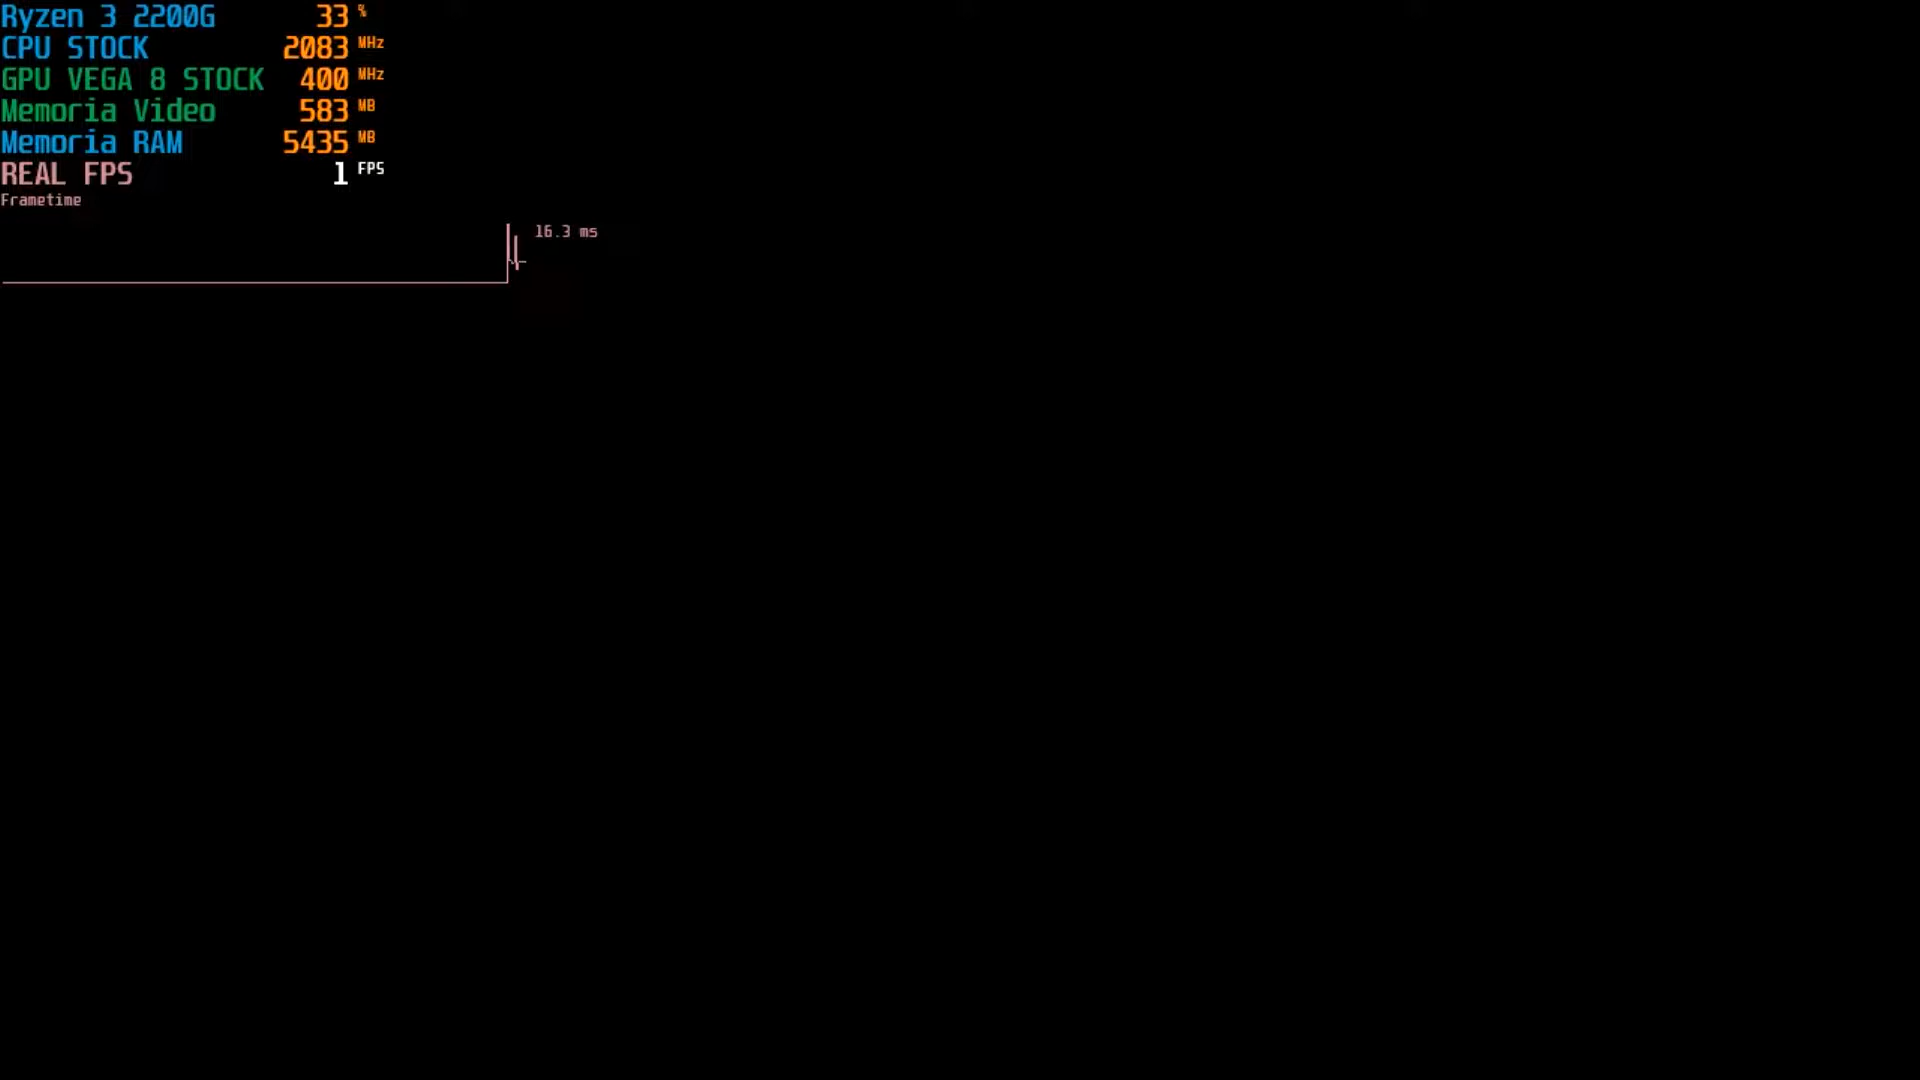 Ryzen 3 2200G 33 %
CPU STOCK 2083 MHz
GPU VEGA 8 STOCK 400 MHz
Memoria Video 583 MB
Memoria RAM 5435 MB
REAL FPS 1 FPS
Frametime
16.3 ms